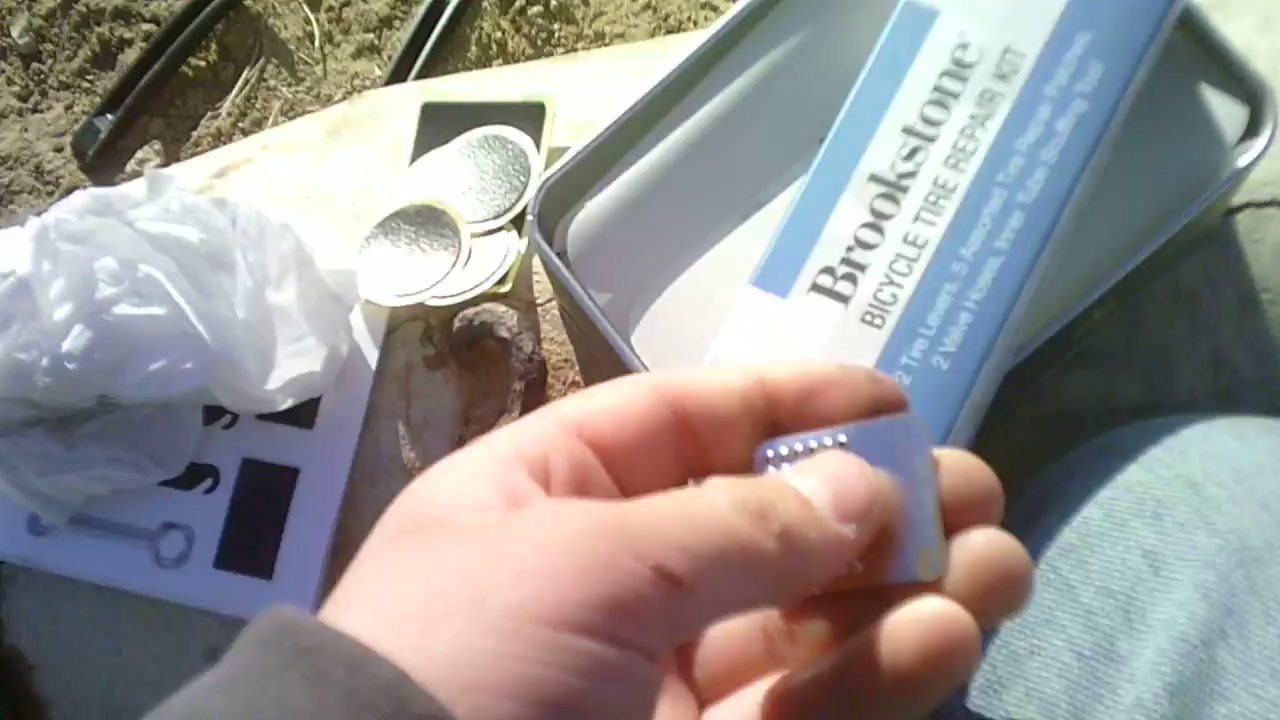 Brookstone
BICYCLE TIRE REPAIR KIT
2 Tire Levers, 5 Assorted Tire Repair Patches
2 Valve Hoses, Inner Tube Scuffing Tool